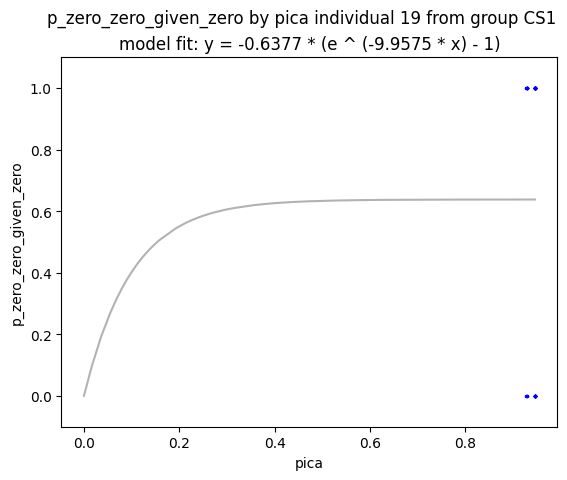 p_zero_zero_given_zero by pica individual 19 from group CS1
model fit: y = -0.6377 * (e ^ (-9.9575 * x) - 1)
1.0
0.8
0.6
0.4
0.2
0.0
p_zero_zero_given_zero
0.0 0.2 0.4 0.6 0.8
pica